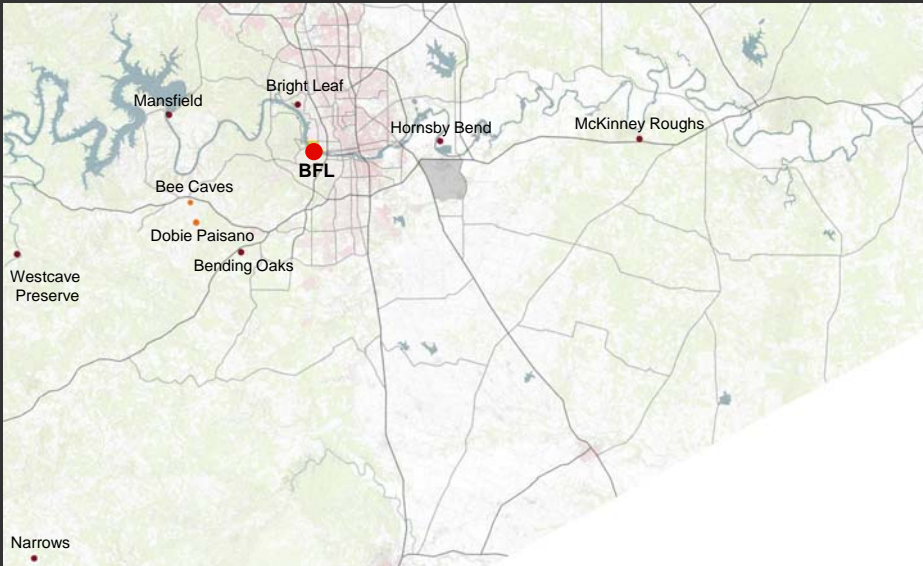 Bright Leaf
Mansfield
Hornsby Bend
McKinney Roughs
BFL
Bee Caves
Dobie Paisano
Bending Oaks
Westcave
Preserve
Narrows